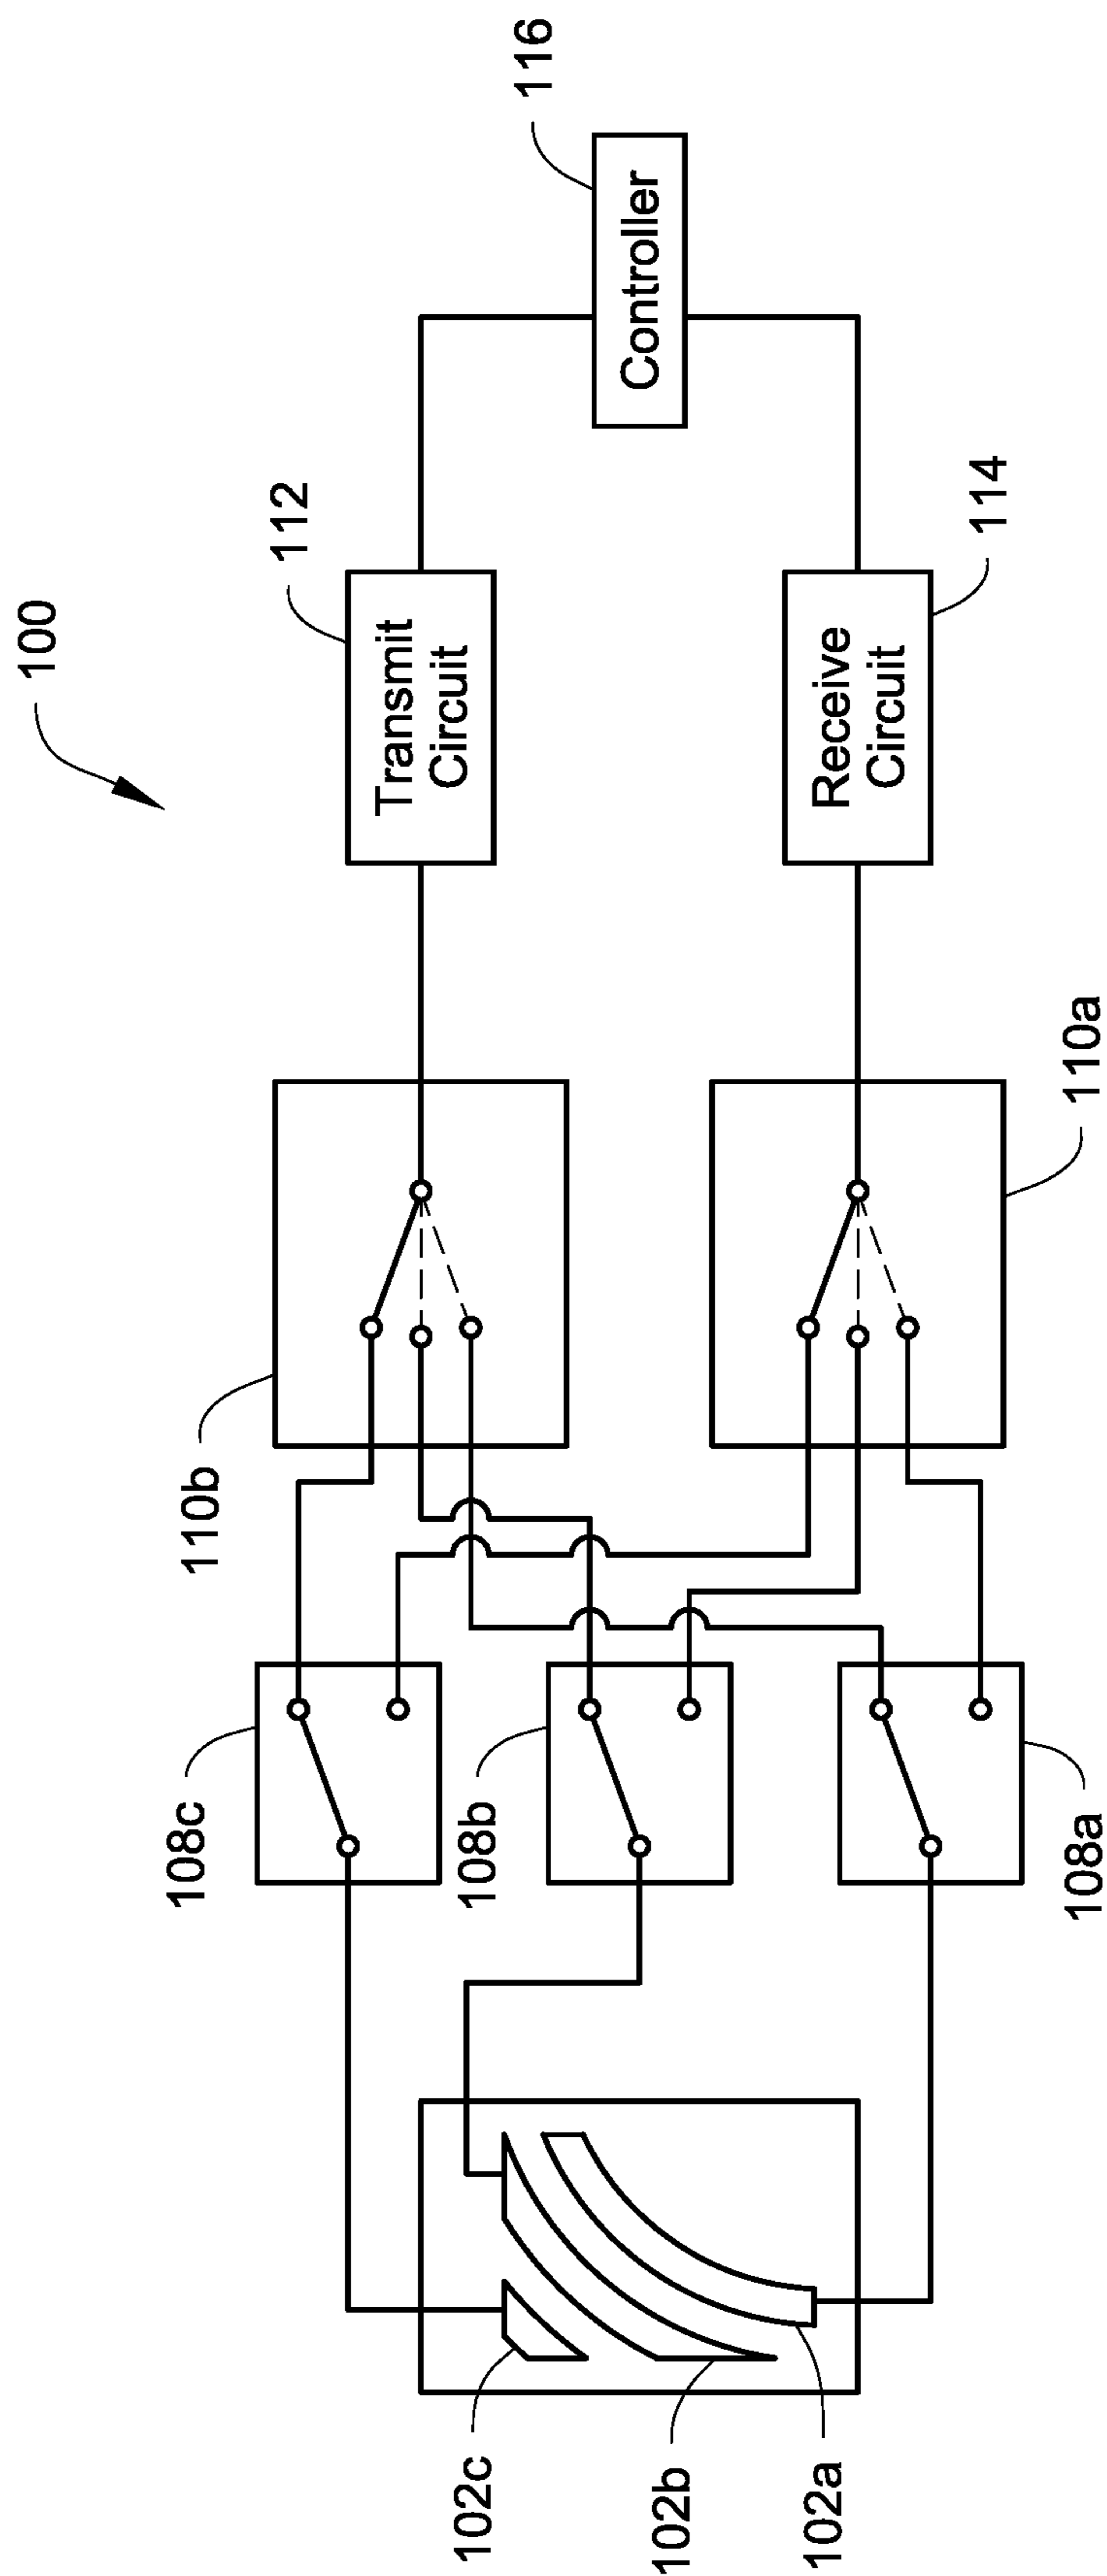 100
112
Transmit
Circuit
116
Controller
Receive
Circuit
114
110b
110a
108c
108b
108a
102c
102b
102a